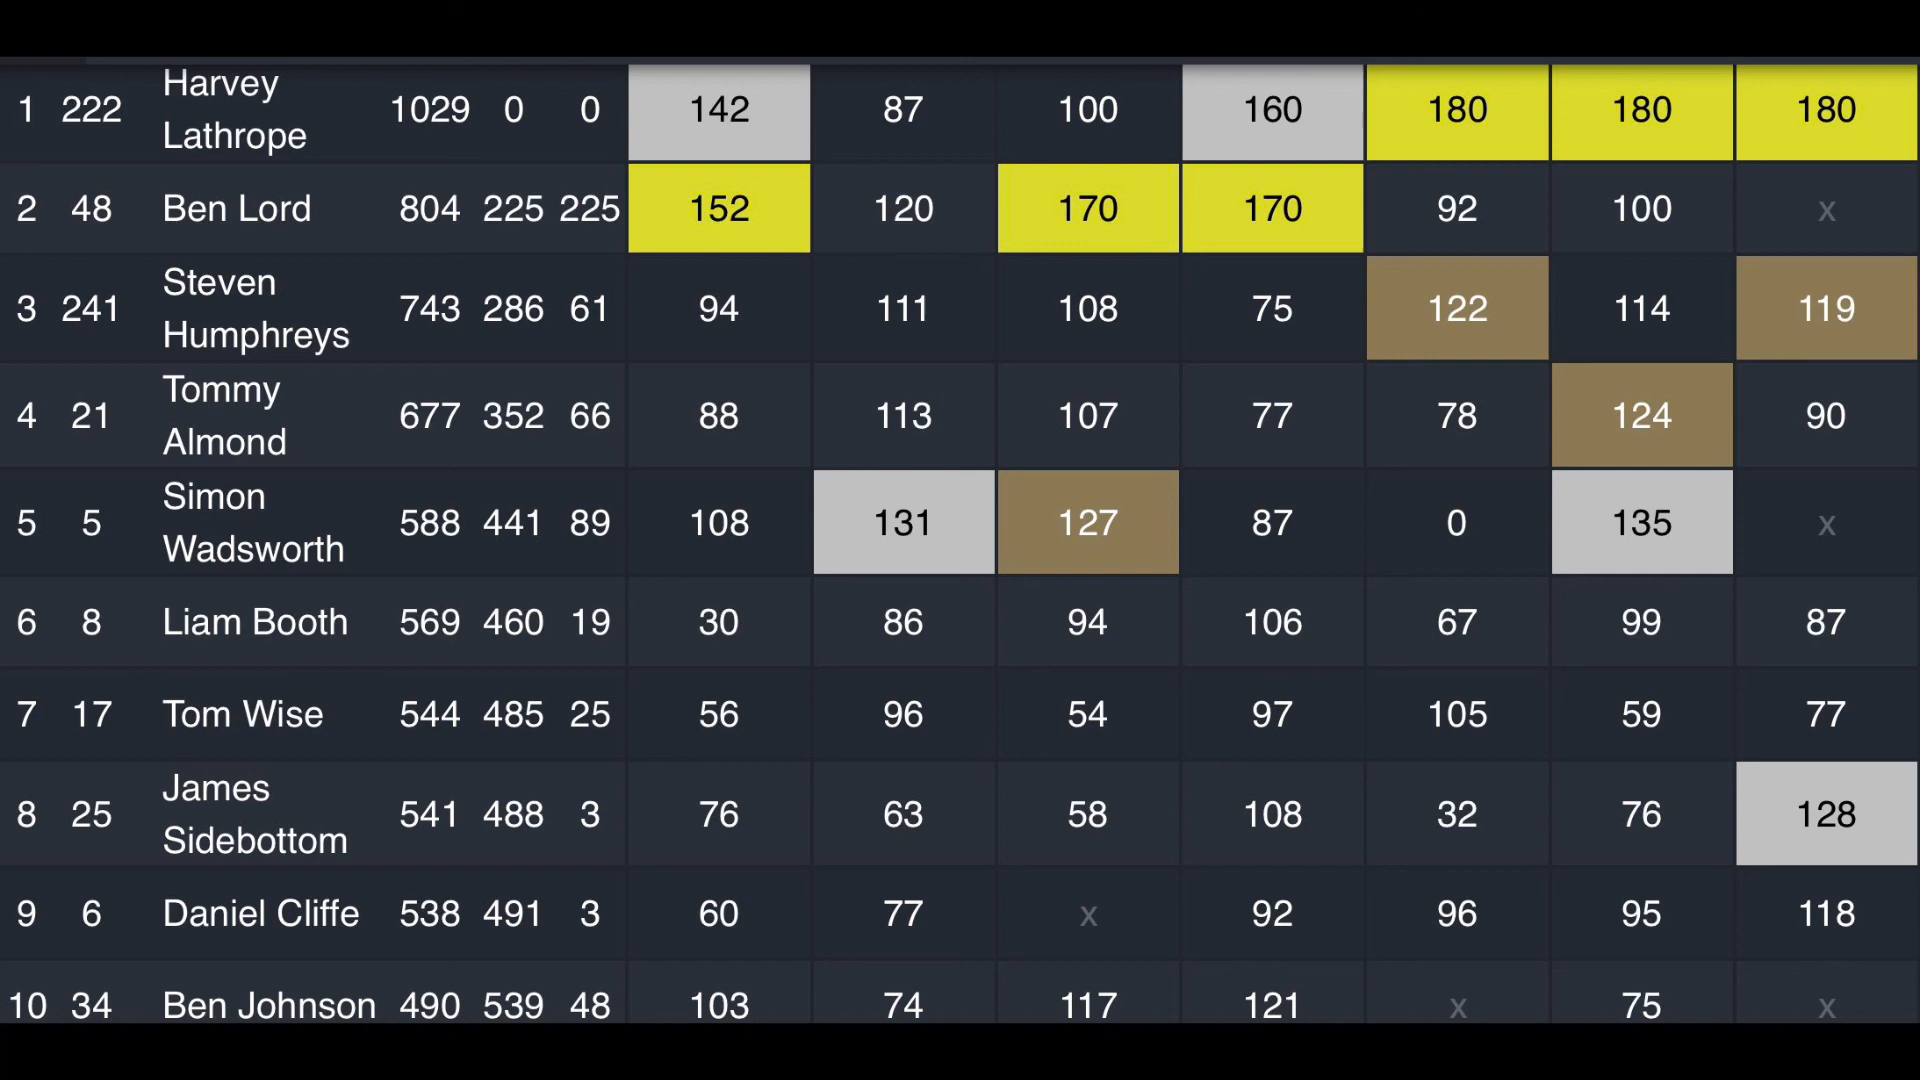 1 222 Harvey Lathrope 1029 0 0 142 87 100 160 180 180 180
2 48 Ben Lord 804 225 225 152 120 170 170 92 100 x
3 241 Steven Humphreys 743 286 61 94 111 108 75 122 114 119
4 21 Tommy Almond 677 352 66 88 113 107 77 78 124 90
5 5 Simon Wadsworth 588 441 89 108 131 127 87 0 135 x
6 8 Liam Booth 569 460 19 30 86 94 106 67 99 87
7 17 Tom Wise 544 485 25 56 96 54 97 105 59 77
8 25 James Sidebottom 541 488 3 76 63 58 108 32 76 128
9 6 Daniel Cliffe 538 491 3 60 77 x 92 96 95 118
10 34 Ben Johnson 490 539 48 103 74 117 121 x 75 x